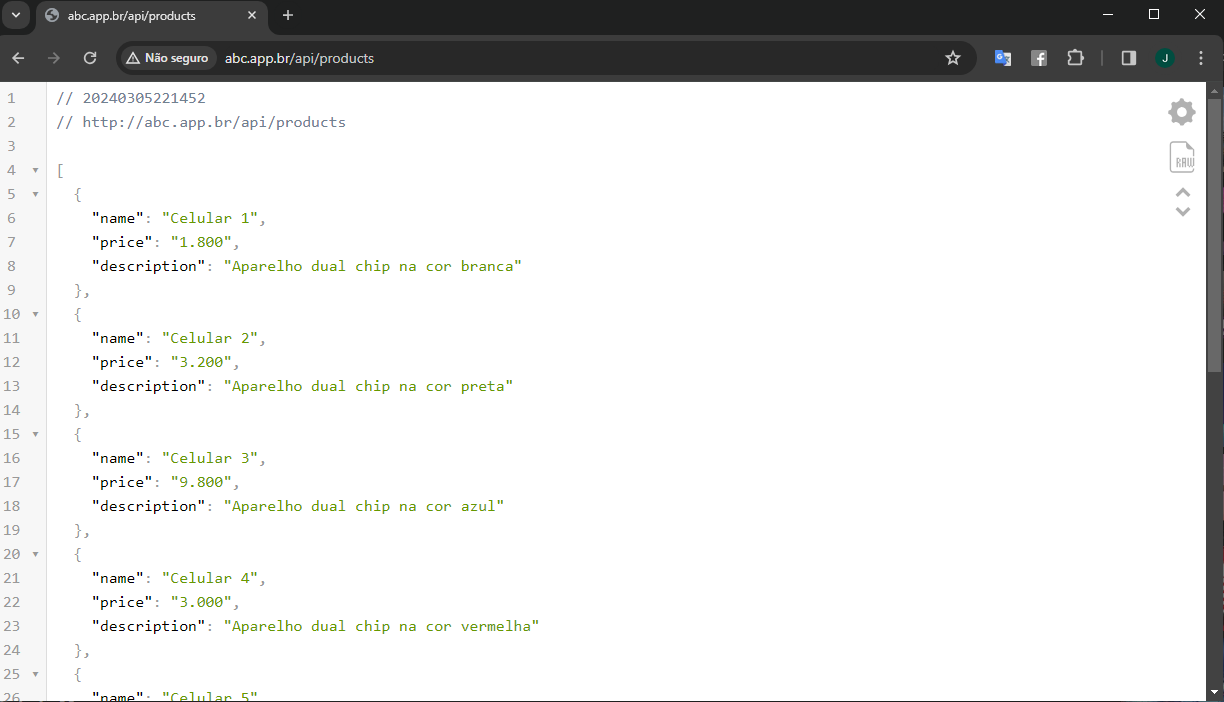 abc.app.br/api/products
Não seguro abc.app.br/api/products
J
1 // 20240305221452
2 // http://abc.app.br/api/products
3
4 [
5 {
6 "name": "Celular 1",
7 "price": "1.800",
8 "description": "Aparelho dual chip na cor branca"
9 },
10 {
11 "name": "Celular 2",
12 "price": "3.200",
13 "description": "Aparelho dual chip na cor preta"
14 },
15 {
16 "name": "Celular 3",
17 "price": "9.800",
18 "description": "Aparelho dual chip na cor azul"
19 },
20 {
21 "name": "Celular 4",
22 "price": "3.000",
23 "description": "Aparelho dual chip na cor vermelha"
24 },
25 {
26 "name": "Celular 5"
RAW